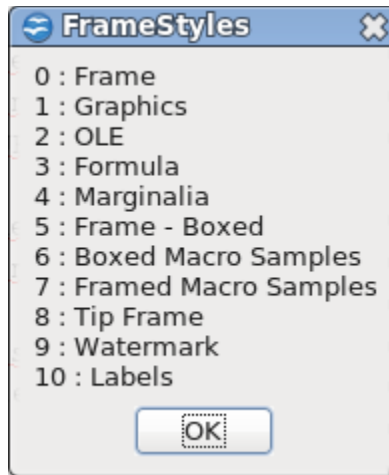 FrameStyles
0 : Frame
1 : Graphics
2 : OLE
3 : Formula
4 : Marginalia
5 : Frame - Boxed
6 : Boxed Macro Samples
7 : Framed Macro Samples
8 : Tip Frame
9 : Watermark
10 : Labels
OK